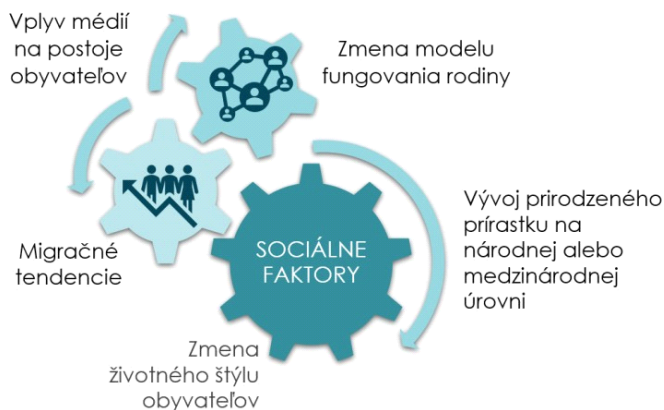 Vplyv médií
na postoje
obyvateľov
Zmena modelu
fungovania rodiny
Migračné
tendencie
SOCIÁLNE
FAKTORY
Vývoj prirodzeného
prírastku na
národnej alebo
medzinárodnej
úrovni
Zmena
životného štýlu
obyvateľov